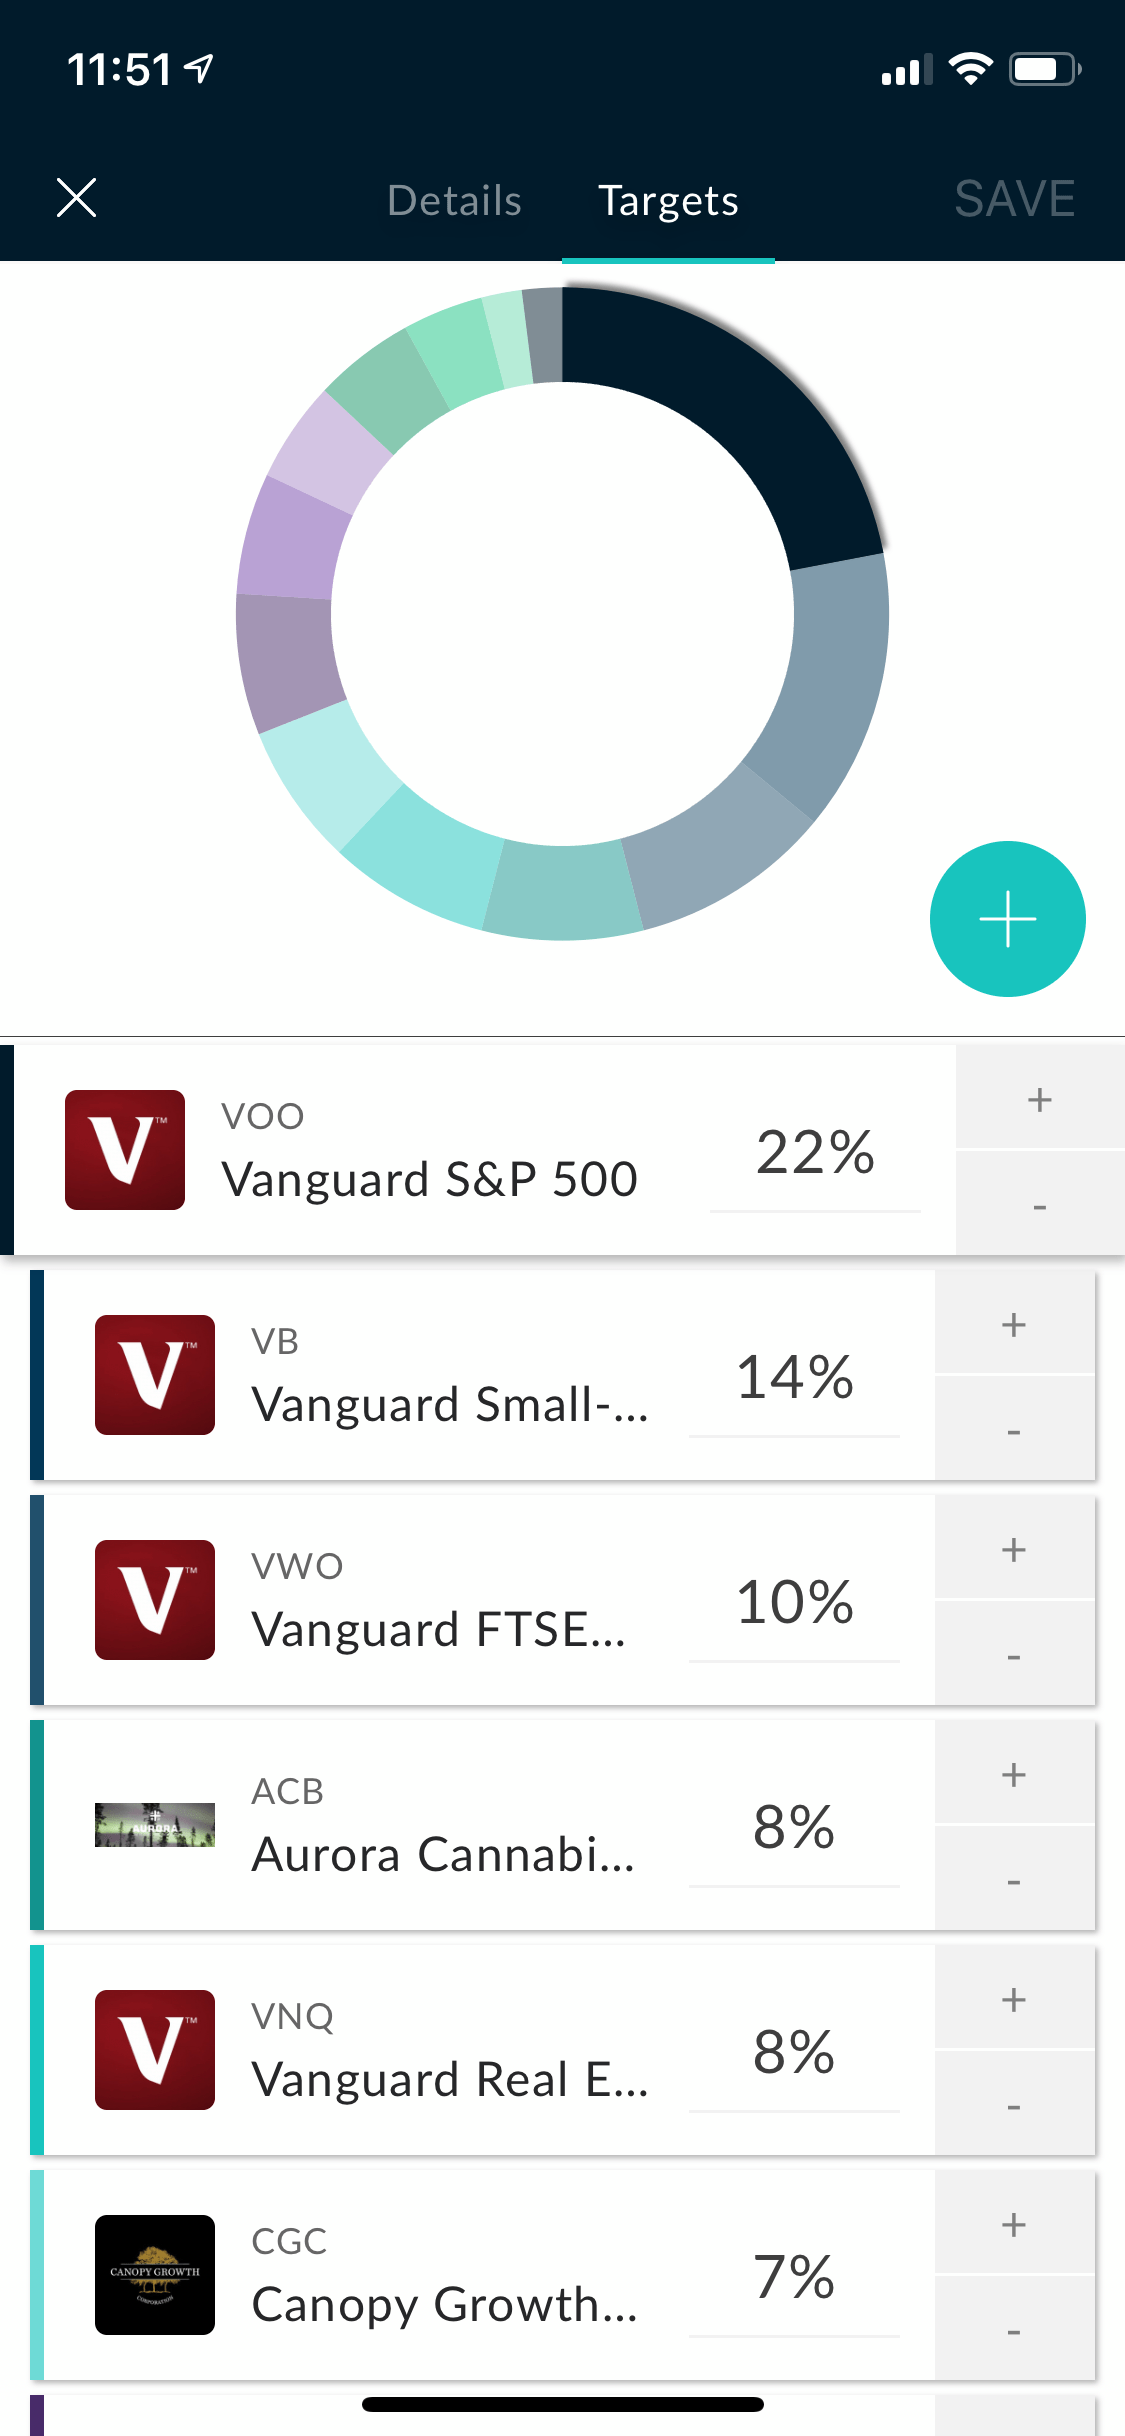 11:51
Details Targets SAVE
VOO
Vanguard S&P 500
22%
+
-
VB
Vanguard Small-...
14%
+
-
VWO
Vanguard FTSE...
10%
+
-
AURORA
ACB
Aurora Cannabi...
8%
+
-
VNQ
Vanguard Real E...
8%
+
-
CANOPY GROWTH
CORPORATION
CGC
Canopy Growth...
7%
+
-